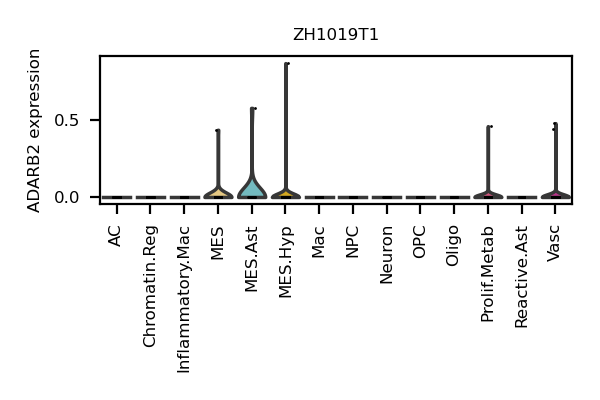 ZH1019T1
ADARB2 expression
0.5
0.0
AC
Chromatin.Reg
Inflammatory.Mac
MES
MES.Ast
MES.Hyp
Mac
NPC
Neuron
OPC
Oligo
Prolif.Metab
Reactive.Ast
Vasc